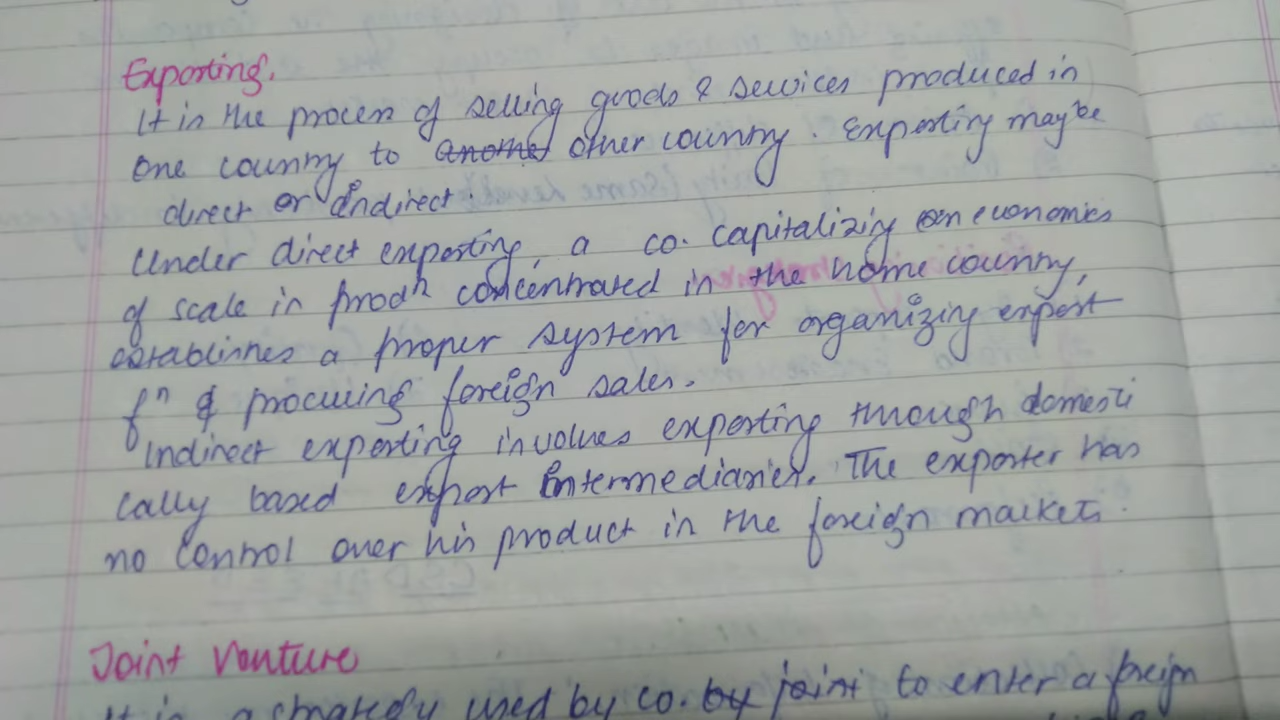 Exporting.
It is the process of selling goods & services produced in
one country to another other country. Exporting maybe
direct or indirect.
Under direct exporting, a co. capitalizing on economics
of scale in prodn concentrated in the home country,
establishes a proper system for organizing export
fn & procuring foreign sales.
Indirect exporting involves exporting through domesti
cally based export intermediaries. The exporter has
no control over his product in the foreign markets.
Joint Venture
It is a strategy used by co. by joint to enter a foreign